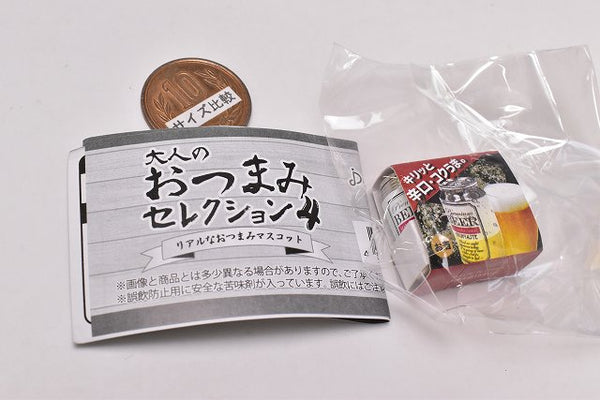 10
サイズ比較
大人の
おつまみ
セレクション4
リアルなおつまみマスコット
※画像と商品とは多少異なる場合がありますので、ご了
※誤飲防止用に安全な苦味剤が入っています。誤飲にはご注
キリッと
辛口・コクうま。
BEER
BEE